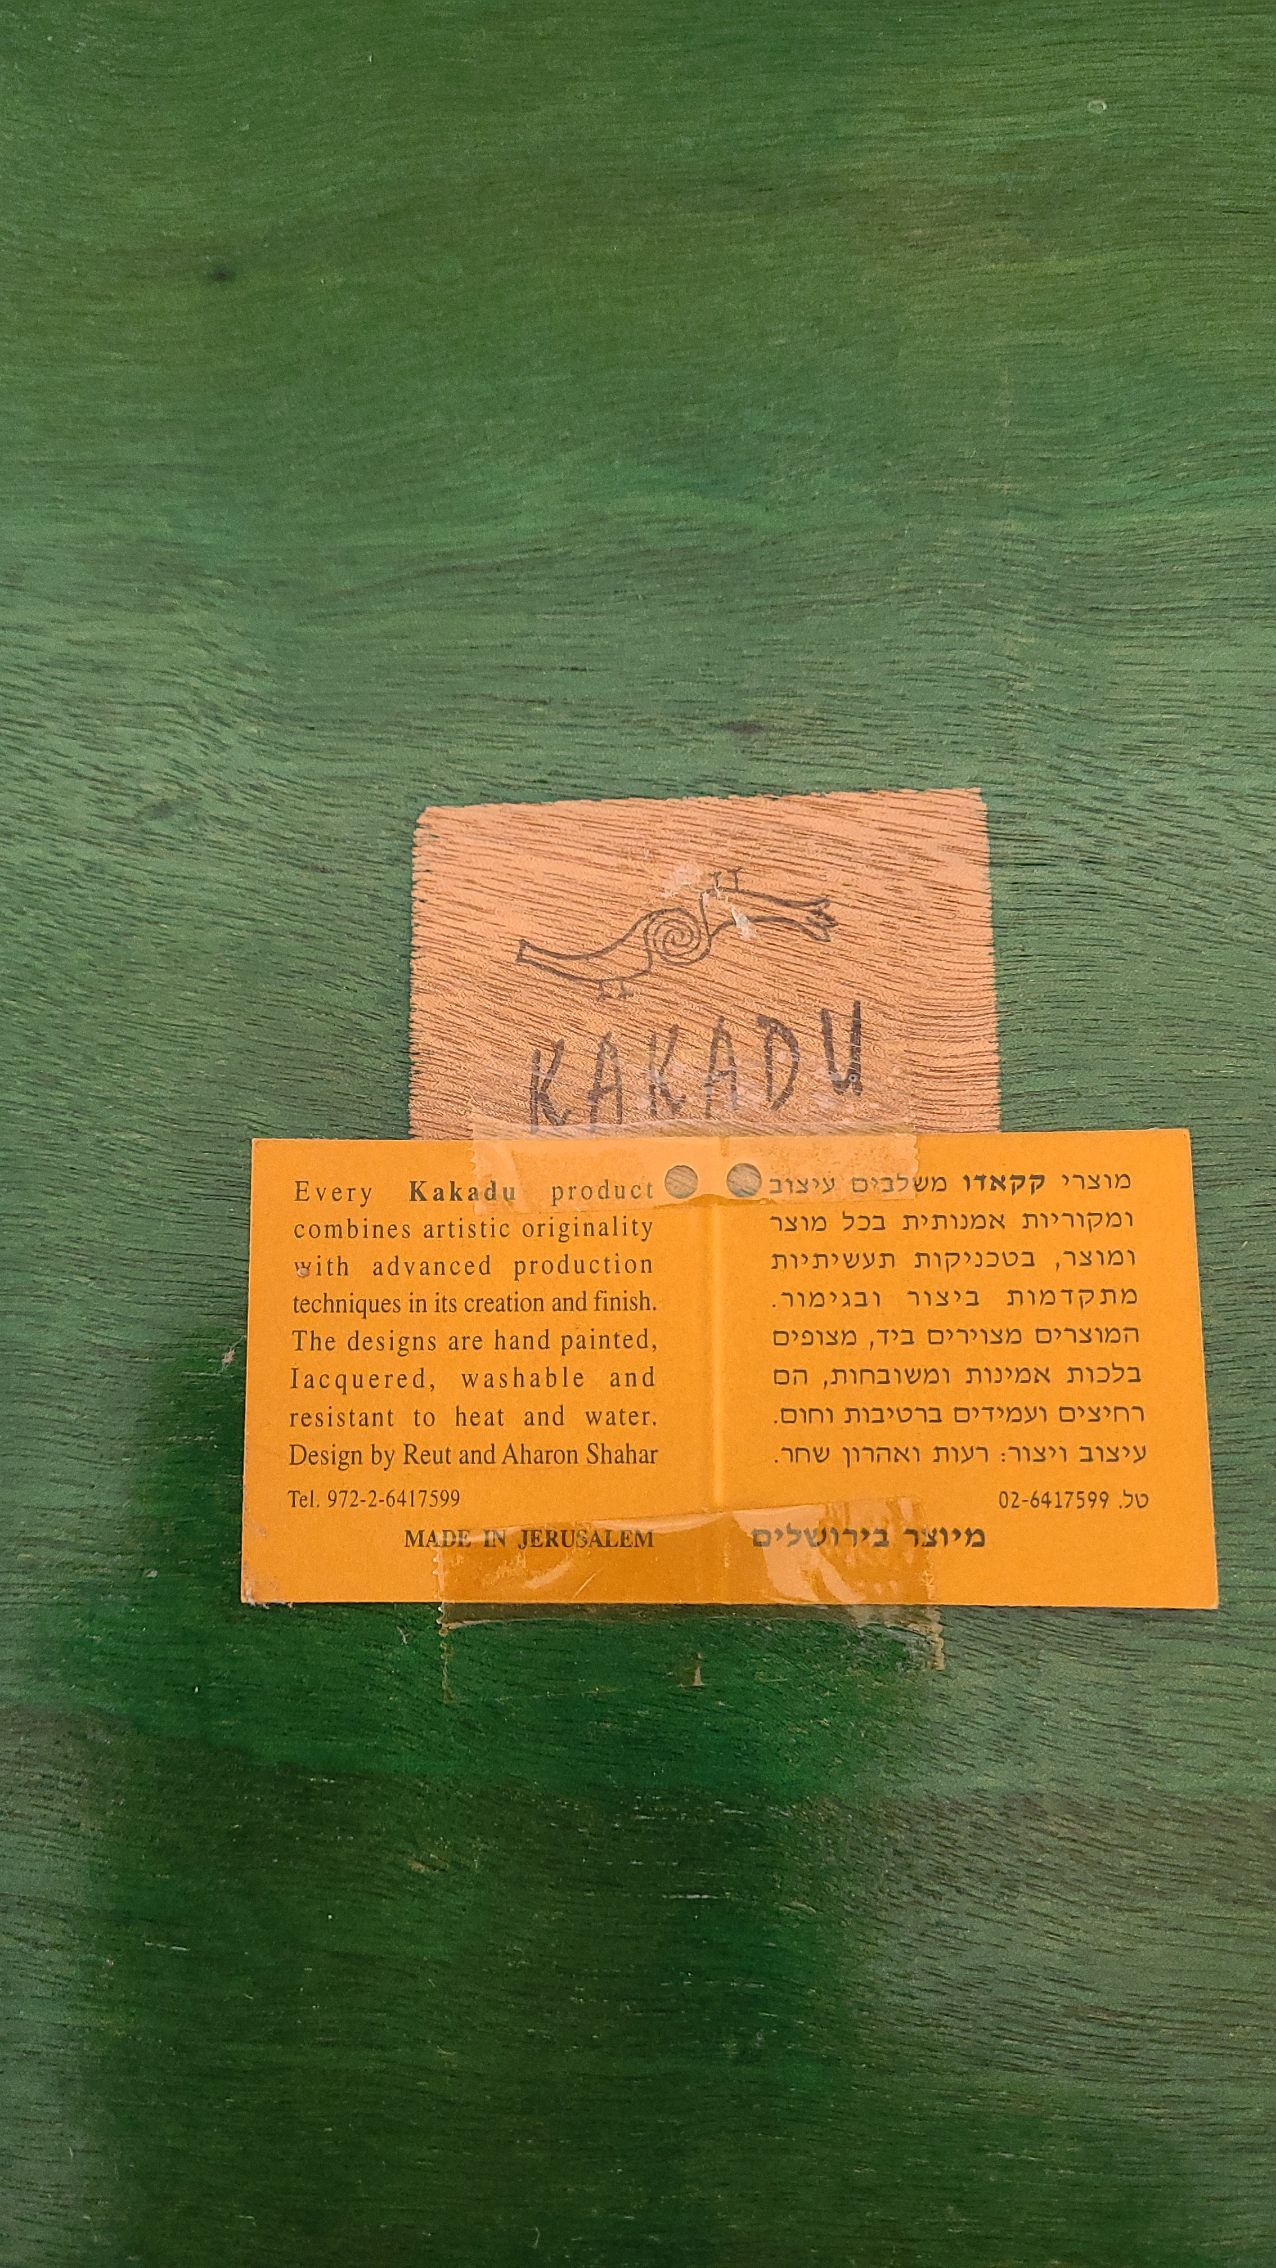 KAKADU
Every Kakadu product
combines artistic originality
with advanced production
techniques in its creation and finish.
The designs are hand painted,
lacquered, washable and
resistant to heat and water.
Design by Reut and Aharon Shahar
Tel. 972-2-6417599
MADE IN JERUSALEM
מוצרי קקאדו משלבים עיצוב
ומקוריות אמנותית בכל מוצר
ומוצר, בטכניקות תעשיתיות
מתקדמות ביצור ובגימור.
המוצרים מצוירים ביד, מצופים
בלכות אמינות ומשובחות, הם
רחיצים ועמידים ברטיבות וחום.
עיצוב ויצור: רעות ואהרון שחר.
טל. 02-6417599
מיוצר בירושלים